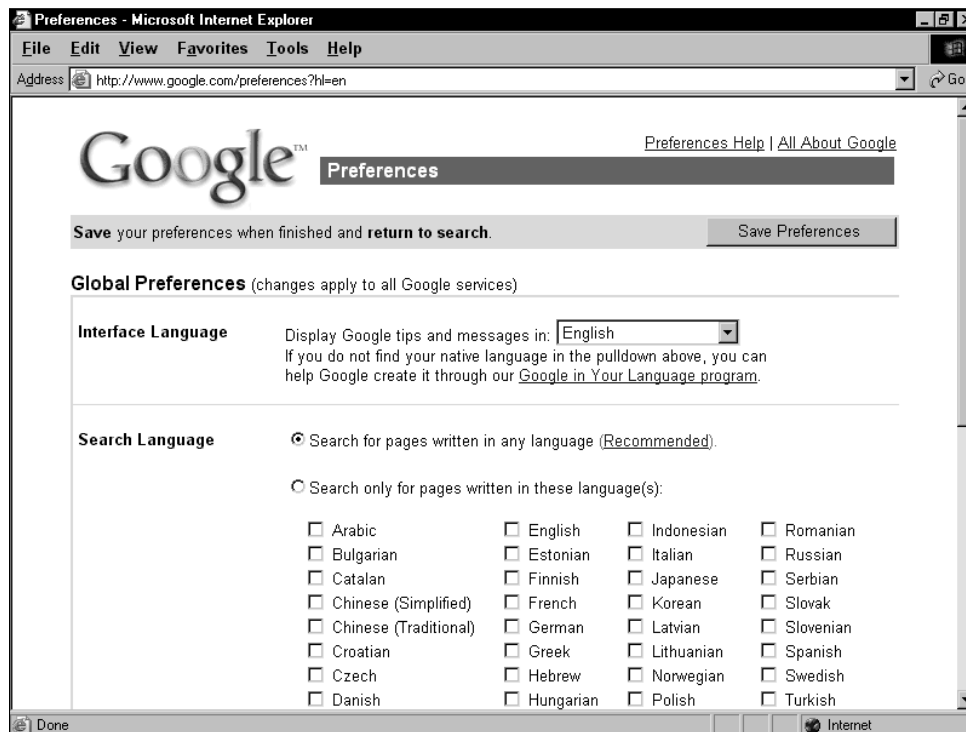 Preferences - Microsoft Internet Explorer
File Edit View Favorites Tools Help
Address http://www.google.com/preferences?hl=en Go
Google™
Preferences Help | All About Google
Preferences
Save your preferences when finished and return to search. Save Preferences
Global Preferences (changes apply to all Google services)
Interface Language Display Google tips and messages in: English
If you do not find your native language in the pulldown above, you can
help Google create it through our Google in Your Language program.
Search Language Search for pages written in any language (Recommended).
Search only for pages written in these language(s):
Arabic English Indonesian Romanian
Bulgarian Estonian Italian Russian
Catalan Finnish Japanese Serbian
Chinese (Simplified) French Korean Slovak
Chinese (Traditional) German Latvian Slovenian
Croatian Greek Lithuanian Spanish
Czech Hebrew Norwegian Swedish
Danish Hungarian Polish Turkish
Done Internet